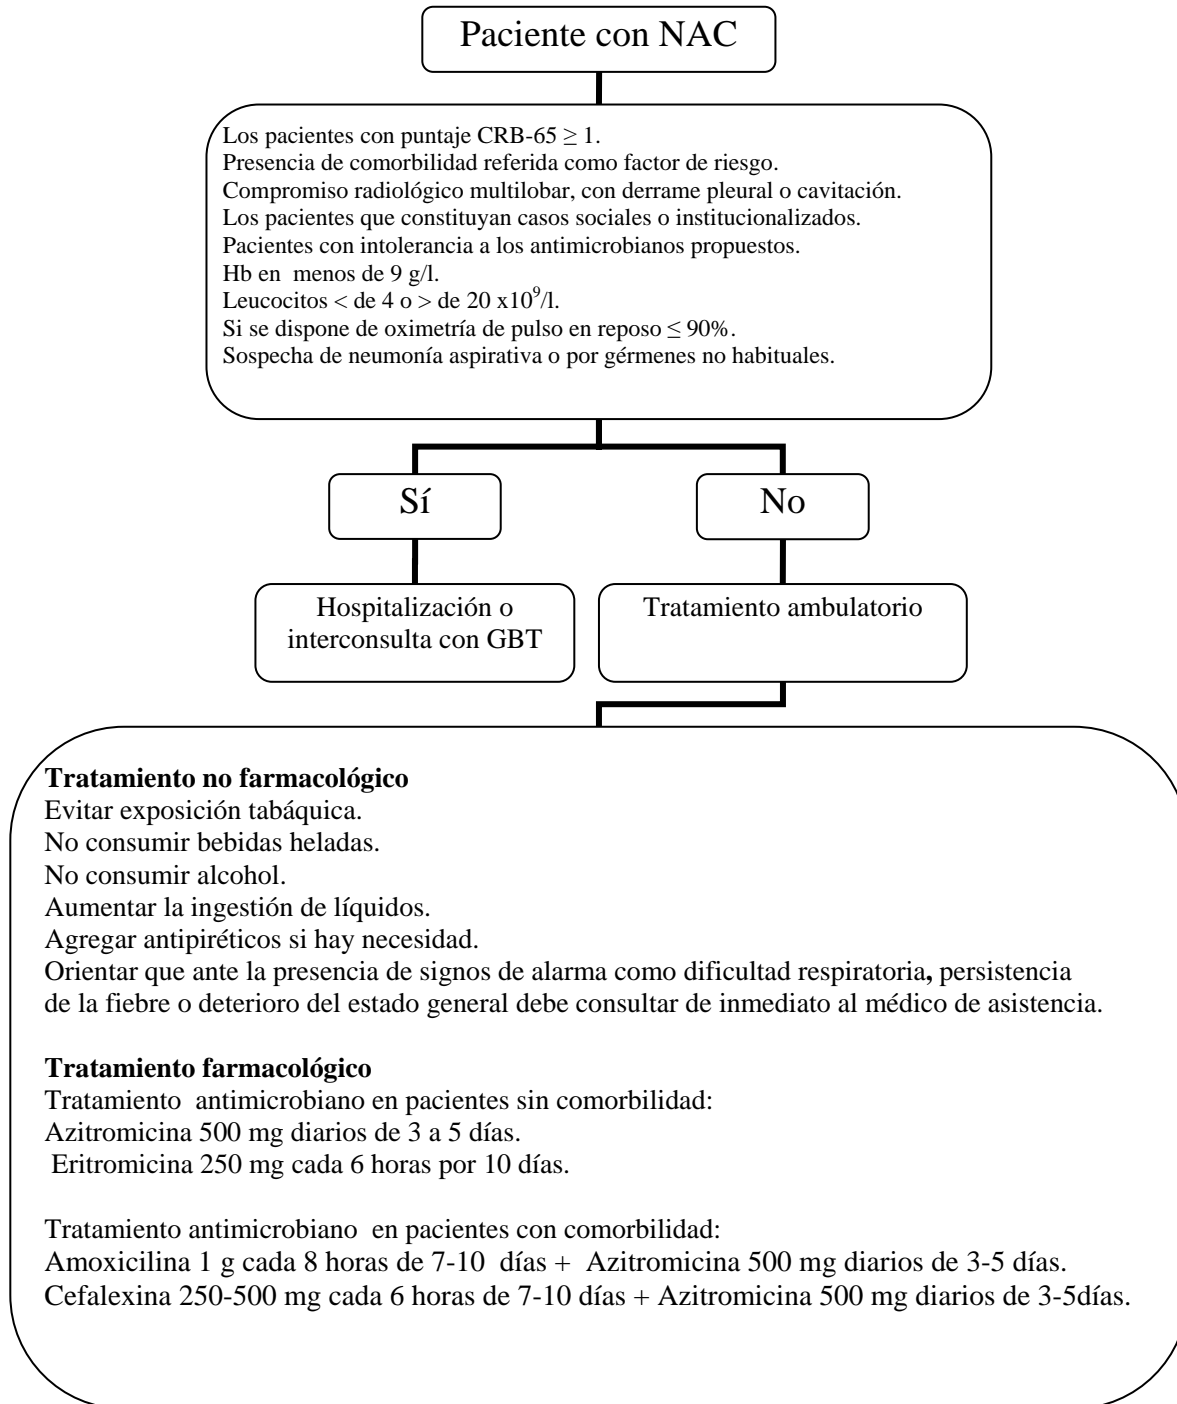 Paciente con NAC
Los pacientes con puntaje CRB-65 ≥ 1.
Presencia de comorbilidad referida como factor de riesgo.
Compromiso radiológico multilobar, con derrame pleural o cavitación.
Los pacientes que constituyan casos sociales o institucionalizados.
Pacientes con intolerancia a los antimicrobianos propuestos.
Hb en menos de 9 g/l.
Leucocitos < de 4 o > de 20 x10⁹/l.
Si se dispone de oximetría de pulso en reposo ≤ 90%.
Sospecha de neumonía aspirativa o por gérmenes no habituales.
Sí
No
Hospitalización o
interconsulta con GBT
Tratamiento ambulatorio
Tratamiento no farmacológico
Evitar exposición tabáquica.
No consumir bebidas heladas.
No consumir alcohol.
Aumentar la ingestión de líquidos.
Agregar antipiréticos si hay necesidad.
Orientar que ante la presencia de signos de alarma como dificultad respiratoria, persistencia
de la fiebre o deterioro del estado general debe consultar de inmediato al médico de asistencia.
Tratamiento farmacológico
Tratamiento antimicrobiano en pacientes sin comorbilidad:
Azitromicina 500 mg diarios de 3 a 5 días.
Eritromicina 250 mg cada 6 horas por 10 días.
Tratamiento antimicrobiano en pacientes con comorbilidad:
Amoxicilina 1 g cada 8 horas de 7-10 días + Azitromicina 500 mg diarios de 3-5 días.
Cefalexina 250-500 mg cada 6 horas de 7-10 días + Azitromicina 500 mg diarios de 3-5días.